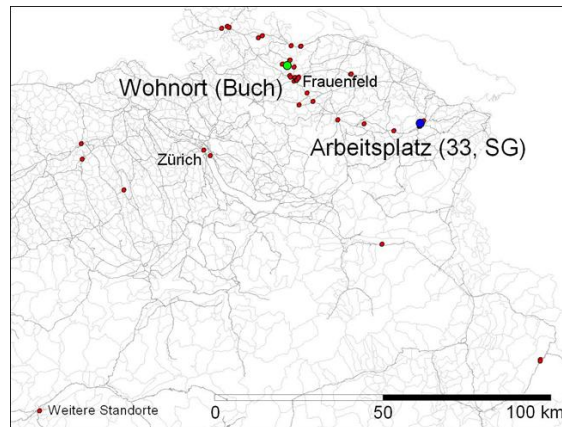 Wohnort (Buch)
Frauenfeld
Arbeitsplatz (33, SG)
Zürich
Weitere Standorte
0 50 100 km